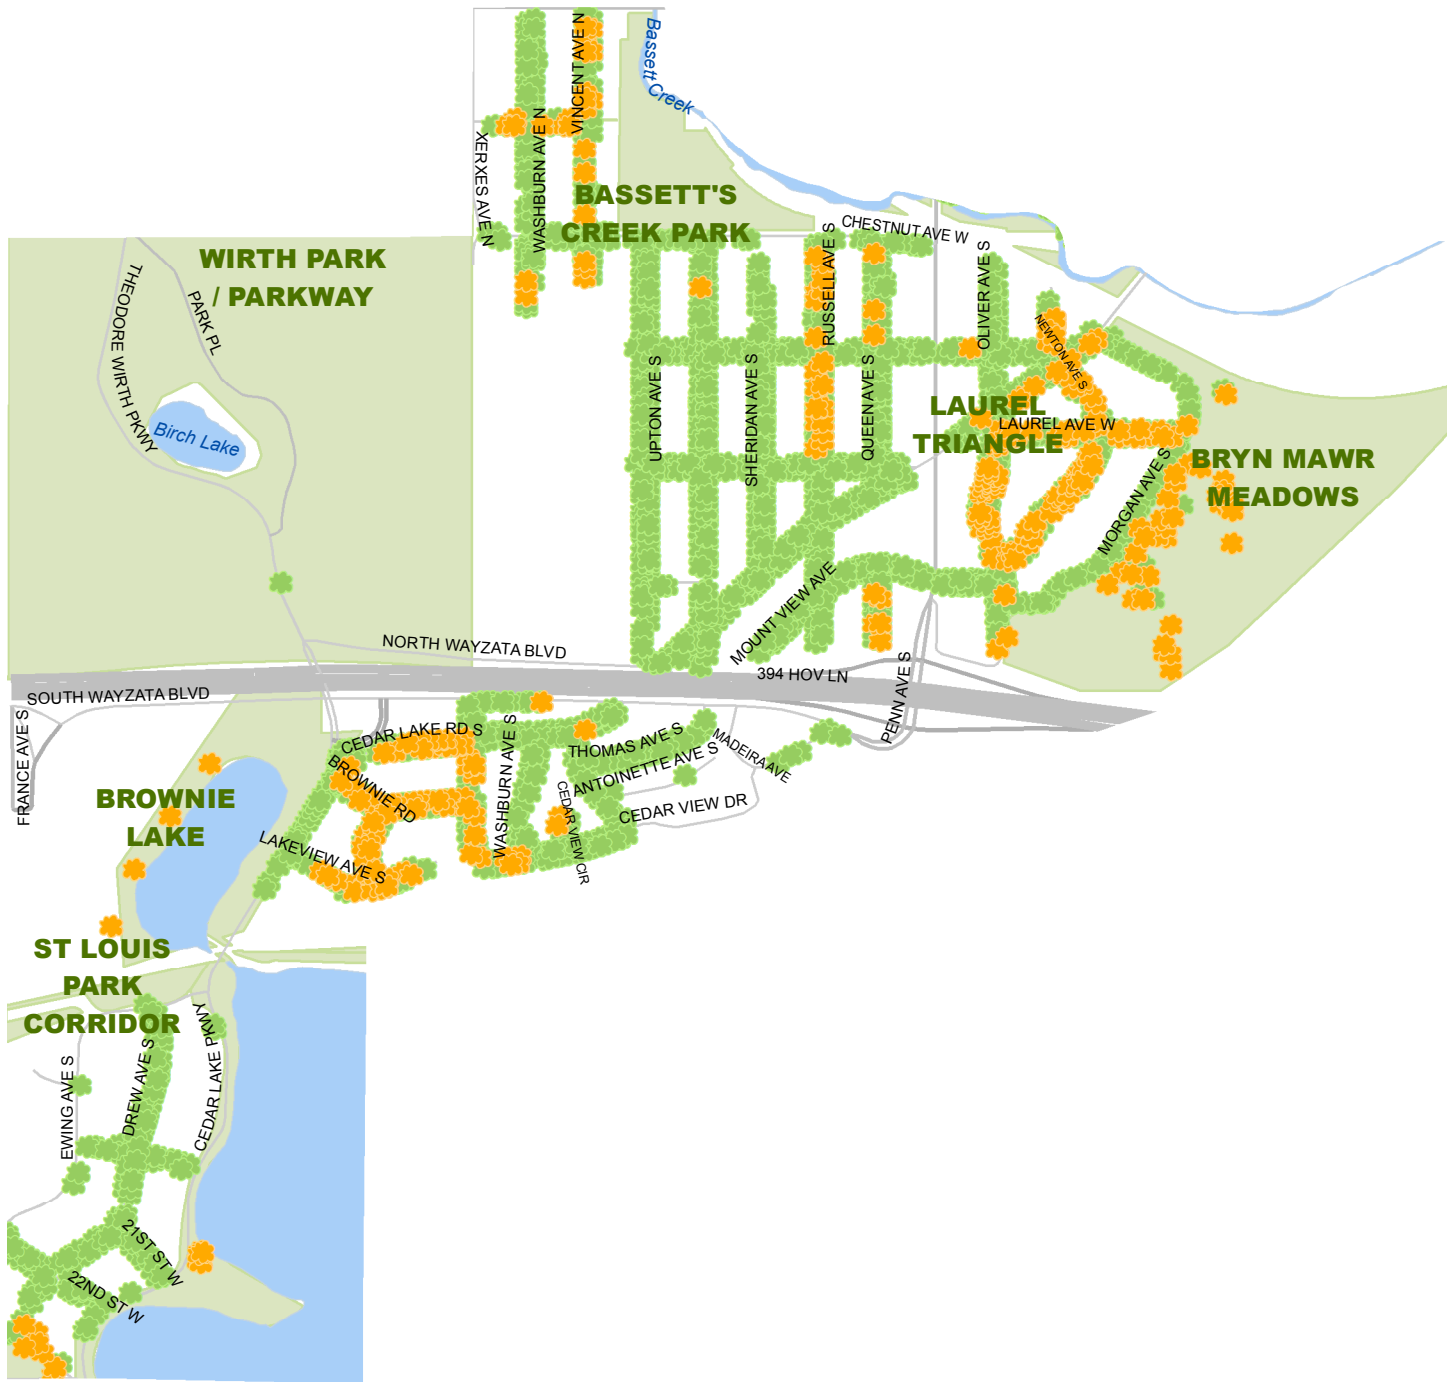 Bassett Creek
VINCENT AVE N
WASHBURN AVE N
XERXES AVE N
BASSETT'S
CREEK PARK
CHESTNUT AVE W
WIRTH PARK
/ PARKWAY
THEODORE WIRTH PKWY
PARK PL
Birch Lake
RUSSELL AVE S
OLIVER AVE S
NEWTON AVE S
UPTON AVE S
SHERIDAN AVE S
QUEEN AVE S
LAUREL
TRIANGLE
LAUREL AVE W
BRYN MAWR
MEADOWS
MORGAN AVE S
MOUNT VIEW AVE
NORTH WAYZATA BLVD
394 HOV LN
PENN AVE S
SOUTH WAYZATA BLVD
FRANCE AVE S
CEDAR LAKE RD S
WASHBURN AVE S
THOMAS AVE S
ANTOINETTE AVE S
MADEIRA AVE
BROWNIE RD
CEDAR VIEW CIR
CEDAR VIEW DR
BROWNIE
LAKE
LAKEVIEW AVE S
ST LOUIS
PARK
CORRIDOR
EWING AVE S
DREW AVE S
CEDAR LAKE PKWY
21ST ST W
22ND ST W